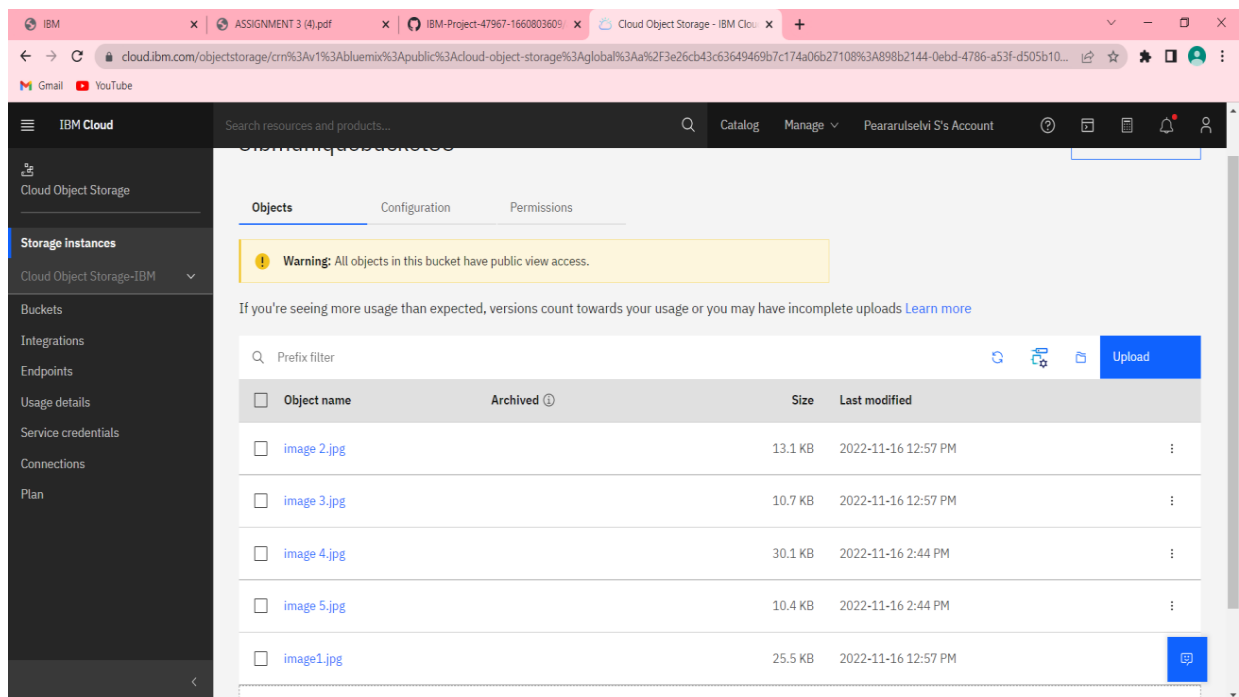 IBM
ASSIGNMENT 3 (4).pdf
IBM-Project-47967-1660803609/
Cloud Object Storage - IBM Clou
cloud.ibm.com/objectstorage/crn%3Av1%3Abluemix%3Apublic%3Acloud-object-storage%3Aglobal%3Aa%2F3e26cb43c63649469b7c174a06b27108%3A898b2144-0ebd-4786-a53f-d505b10...
Gmail YouTube
IBM Cloud
Search resources and products...
Catalog
Manage
Peararulselvi S's Account
Cloud Object Storage
Storage instances
Cloud Object Storage-IBM
Buckets
Integrations
Endpoints
Usage details
Service credentials
Connections
Plan
Objects Configuration Permissions
Warning: All objects in this bucket have public view access.
If you're seeing more usage than expected, versions count towards your usage or you may have incomplete uploads Learn more
Prefix filter
Upload
Object name Archived Size Last modified
image 2.jpg 13.1 KB 2022-11-16 12:57 PM
image 3.jpg 10.7 KB 2022-11-16 12:57 PM
image 4.jpg 30.1 KB 2022-11-16 2:44 PM
image 5.jpg 10.4 KB 2022-11-16 2:44 PM
image1.jpg 25.5 KB 2022-11-16 12:57 PM